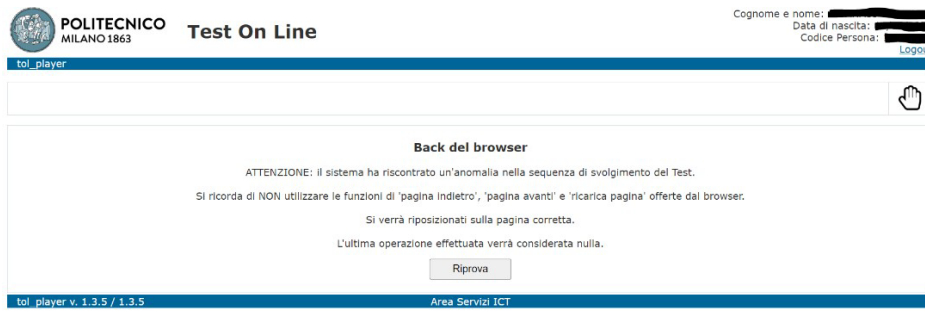 POLITECNICO
MILANO 1863
Test On Line
Cognome e nome:
Data di nascita:
Codice Persona:
Logou
tol_player
Back del browser
ATTENZIONE: il sistema ha riscontrato un'anomalia nella sequenza di svolgimento del Test.
Si ricorda di NON utilizzare le funzioni di 'pagina indietro', 'pagina avanti' e 'ricarica pagina' offerte dal browser.
Si verrà riposizionati sulla pagina corretta.
L'ultima operazione effettuata verrà considerata nulla.
Riprova
tol_player v. 1.3.5 / 1.3.5
Area Servizi ICT